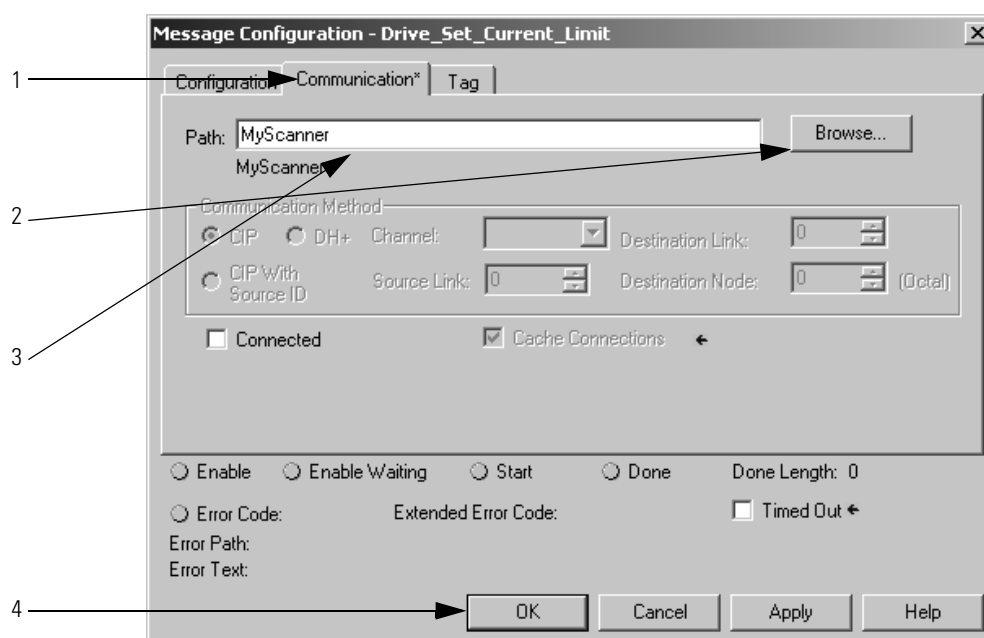 Message Configuration - Drive_Set_Current_Limit
1
Configuration Communication* Tag
Path: MyScanner Browse...
MyScanner
2
Communication Method
CIP DH+ Channel: Destination Link: 0
CIP With Source ID Source Link: 0 Destination Node: 0 (Octal)
3
Connected Cache Connections
Enable Enable Waiting Start Done Done Length: 0
Error Code: Extended Error Code: Timed Out
Error Path:
Error Text:
4
OK Cancel Apply Help